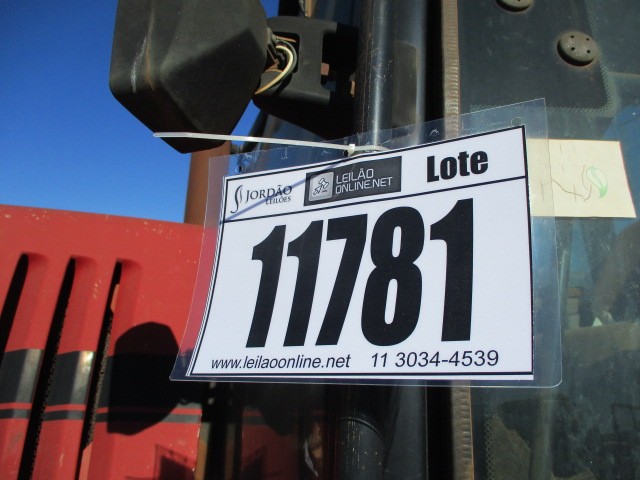 JORDÃO
LEILÕES
LEILÃO
ONLINE.NET
Lote
11781
www.leilaoonline.net 11 3034-4539